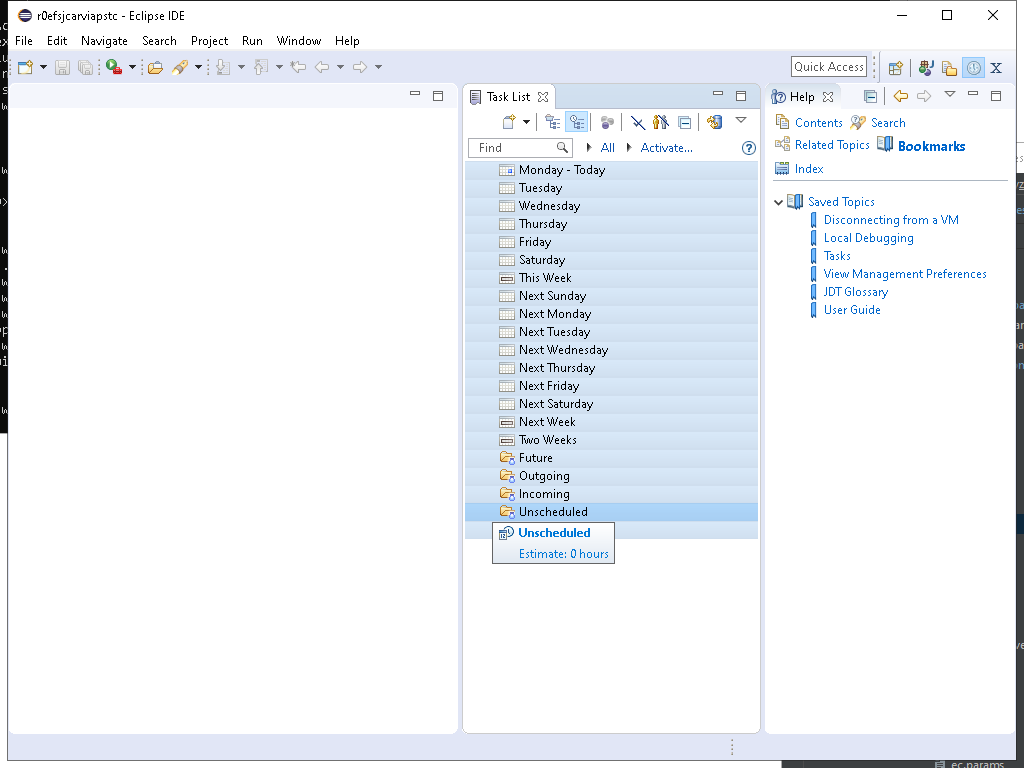 r0efsjcarviapstc - Eclipse IDE
File Edit Navigate Search Project Run Window Help
Quick Access
Task List
Find
All
Activate...
Monday - Today
Tuesday
Wednesday
Thursday
Friday
Saturday
This Week
Next Sunday
Next Monday
Next Tuesday
Next Wednesday
Next Thursday
Next Friday
Next Saturday
Next Week
Two Weeks
Future
Outgoing
Incoming
Unscheduled
Unscheduled
Estimate: 0 hours
Help
Contents Search
Related Topics Bookmarks
Index
Saved Topics
Disconnecting from a VM
Local Debugging
Tasks
View Management Preferences
JDT Glossary
User Guide
ec.params